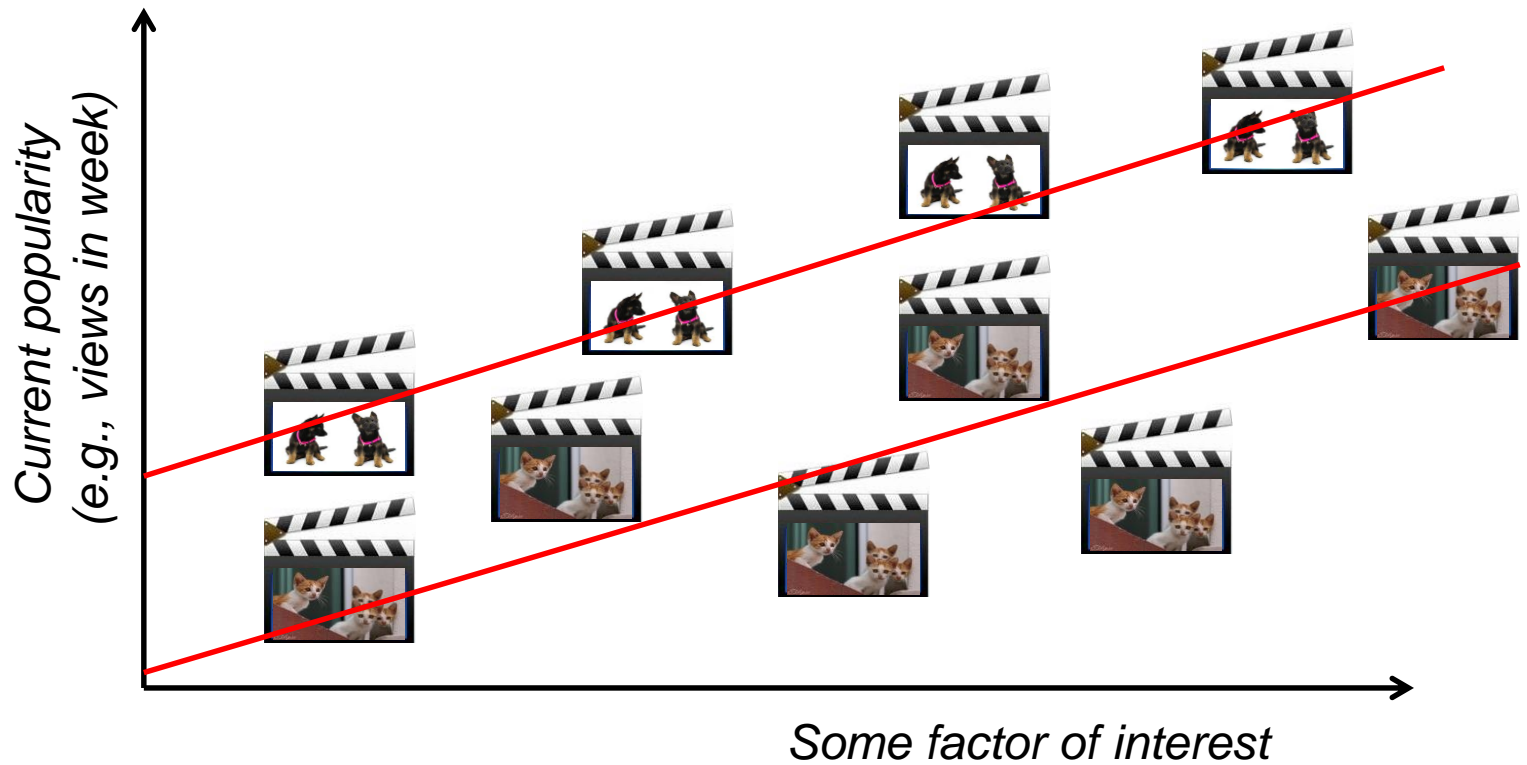 Current popularity
(e.g., views in week)
Some factor of interest